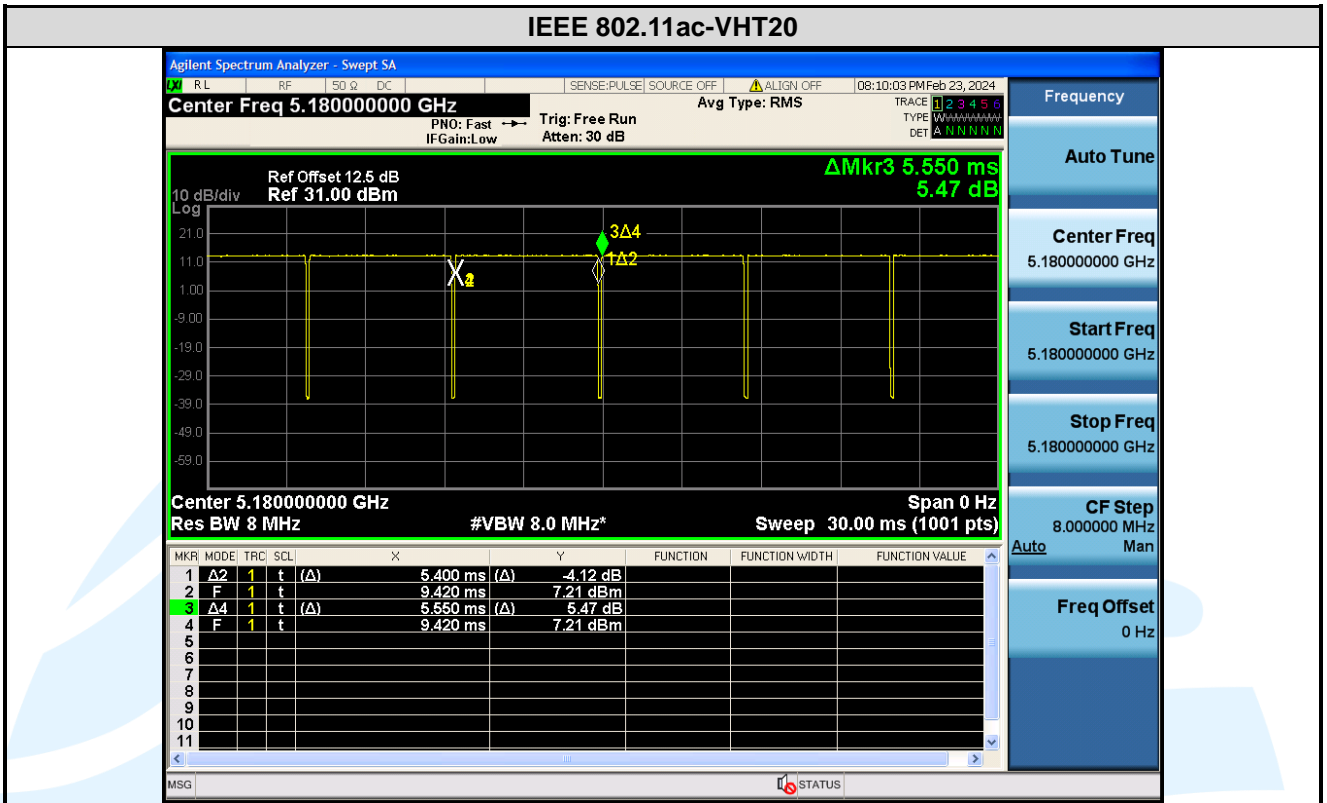 IEEE 802.11ac-VHT20
Agilent Spectrum Analyzer - Swept SA
LXI RL RF 50 Ω DC SENSE:PULSE SOURCE OFF ALIGN OFF 08:10:03 PM Feb 23, 2024
Center Freq 5.180000000 GHz
PNO: Fast
IFGain:Low
Trig: Free Run
Atten: 30 dB
Avg Type: RMS
TRACE 1 2 3 4 5 6
TYPE
DET A N N N N N
Ref Offset 12.5 dB
10 dB/div Ref 31.00 dBm
Log
ΔMkr3 5.550 ms
5.47 dB
21.0
11.0
1.00
-9.00
-19.0
-29.0
-39.0
-49.0
-59.0
3Δ4
1Δ2
Center 5.180000000 GHz Span 0 Hz
Res BW 8 MHz #VBW 8.0 MHz* Sweep 30.00 ms (1001 pts)
MKR MODE TRC SCL X Y FUNCTION FUNCTION WIDTH FUNCTION VALUE
1 Δ2 1 t (Δ) 5.400 ms (Δ) -4.12 dB
2 F 1 t 9.420 ms 7.21 dBm
3 Δ4 1 t (Δ) 5.550 ms (Δ) 5.47 dB
4 F 1 t 9.420 ms 7.21 dBm
5
6
7
8
9
10
11
MSG STATUS
Frequency
Auto Tune
Center Freq
5.180000000 GHz
Start Freq
5.180000000 GHz
Stop Freq
5.180000000 GHz
CF Step
8.000000 MHz
Auto Man
Freq Offset
0 Hz